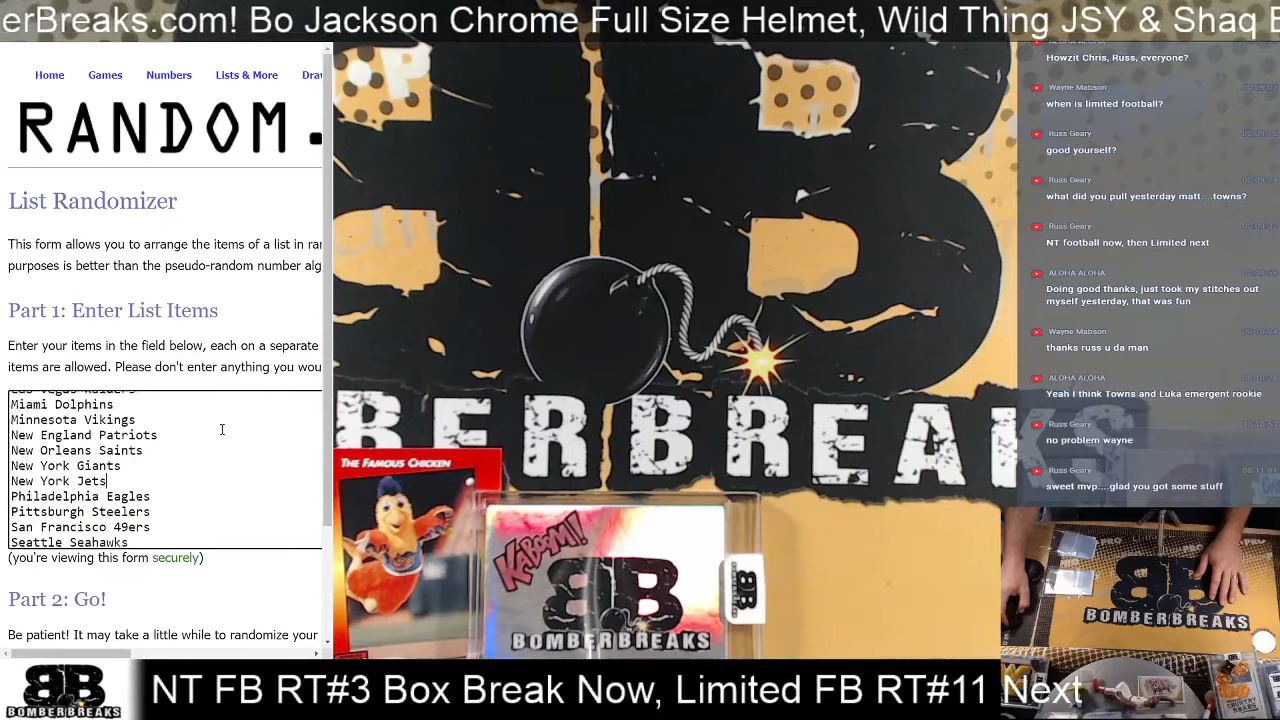 erBreaks.com! Bo Jackson Chrome Full Size Helmet, Wild Thing JSY & Shaq
Home Games Numbers Lists & More
RANDOM.
List Randomizer
This form allows you to arrange the items of a list in
purposes is better than the pseudo-random number
Part 1: Enter List Items
Enter your items in the field below, each on a separate
items are allowed. Please don't enter anything you
Miami Dolphins
Minnesota Vikings
New England Patriots
New Orleans Saints
New York Giants
New York Jets
Philadelphia Eagles
Pittsburgh Steelers
San Francisco 49ers
Seattle Seahawks
(you're viewing this form securely)
Part 2: Go!
Be patient! It may take a little while to randomize your
BER BREAKS
THE FAMOUS CHICKEN
KABOOM!
BB
BOMBERBREAKS
BB
ALOHA ALOHA
Howzit Chris, Russ, everyone?
Wayne Mabson
when is limited football?
Russ Geary
good yourself?
Russ Geary
what did you pull yesterday matt....towns?
Russ Geary
NT football now, then Limited next
ALOHA ALOHA
Doing good thanks, just took my stitches out
myself yesterday, that was fun
Wayne Mabson
thanks russ u da man
ALOHA ALOHA
Yeah I think Towns and Luka emergent rookie
Russ Geary
no problem wayne
Russ Geary
sweet mvp....glad you got some stuff
BB
BOMBERBREAKS
BB
BOMBERBREAKS
NT FB RT#3 Box Break Now, Limited FB RT#11 Next